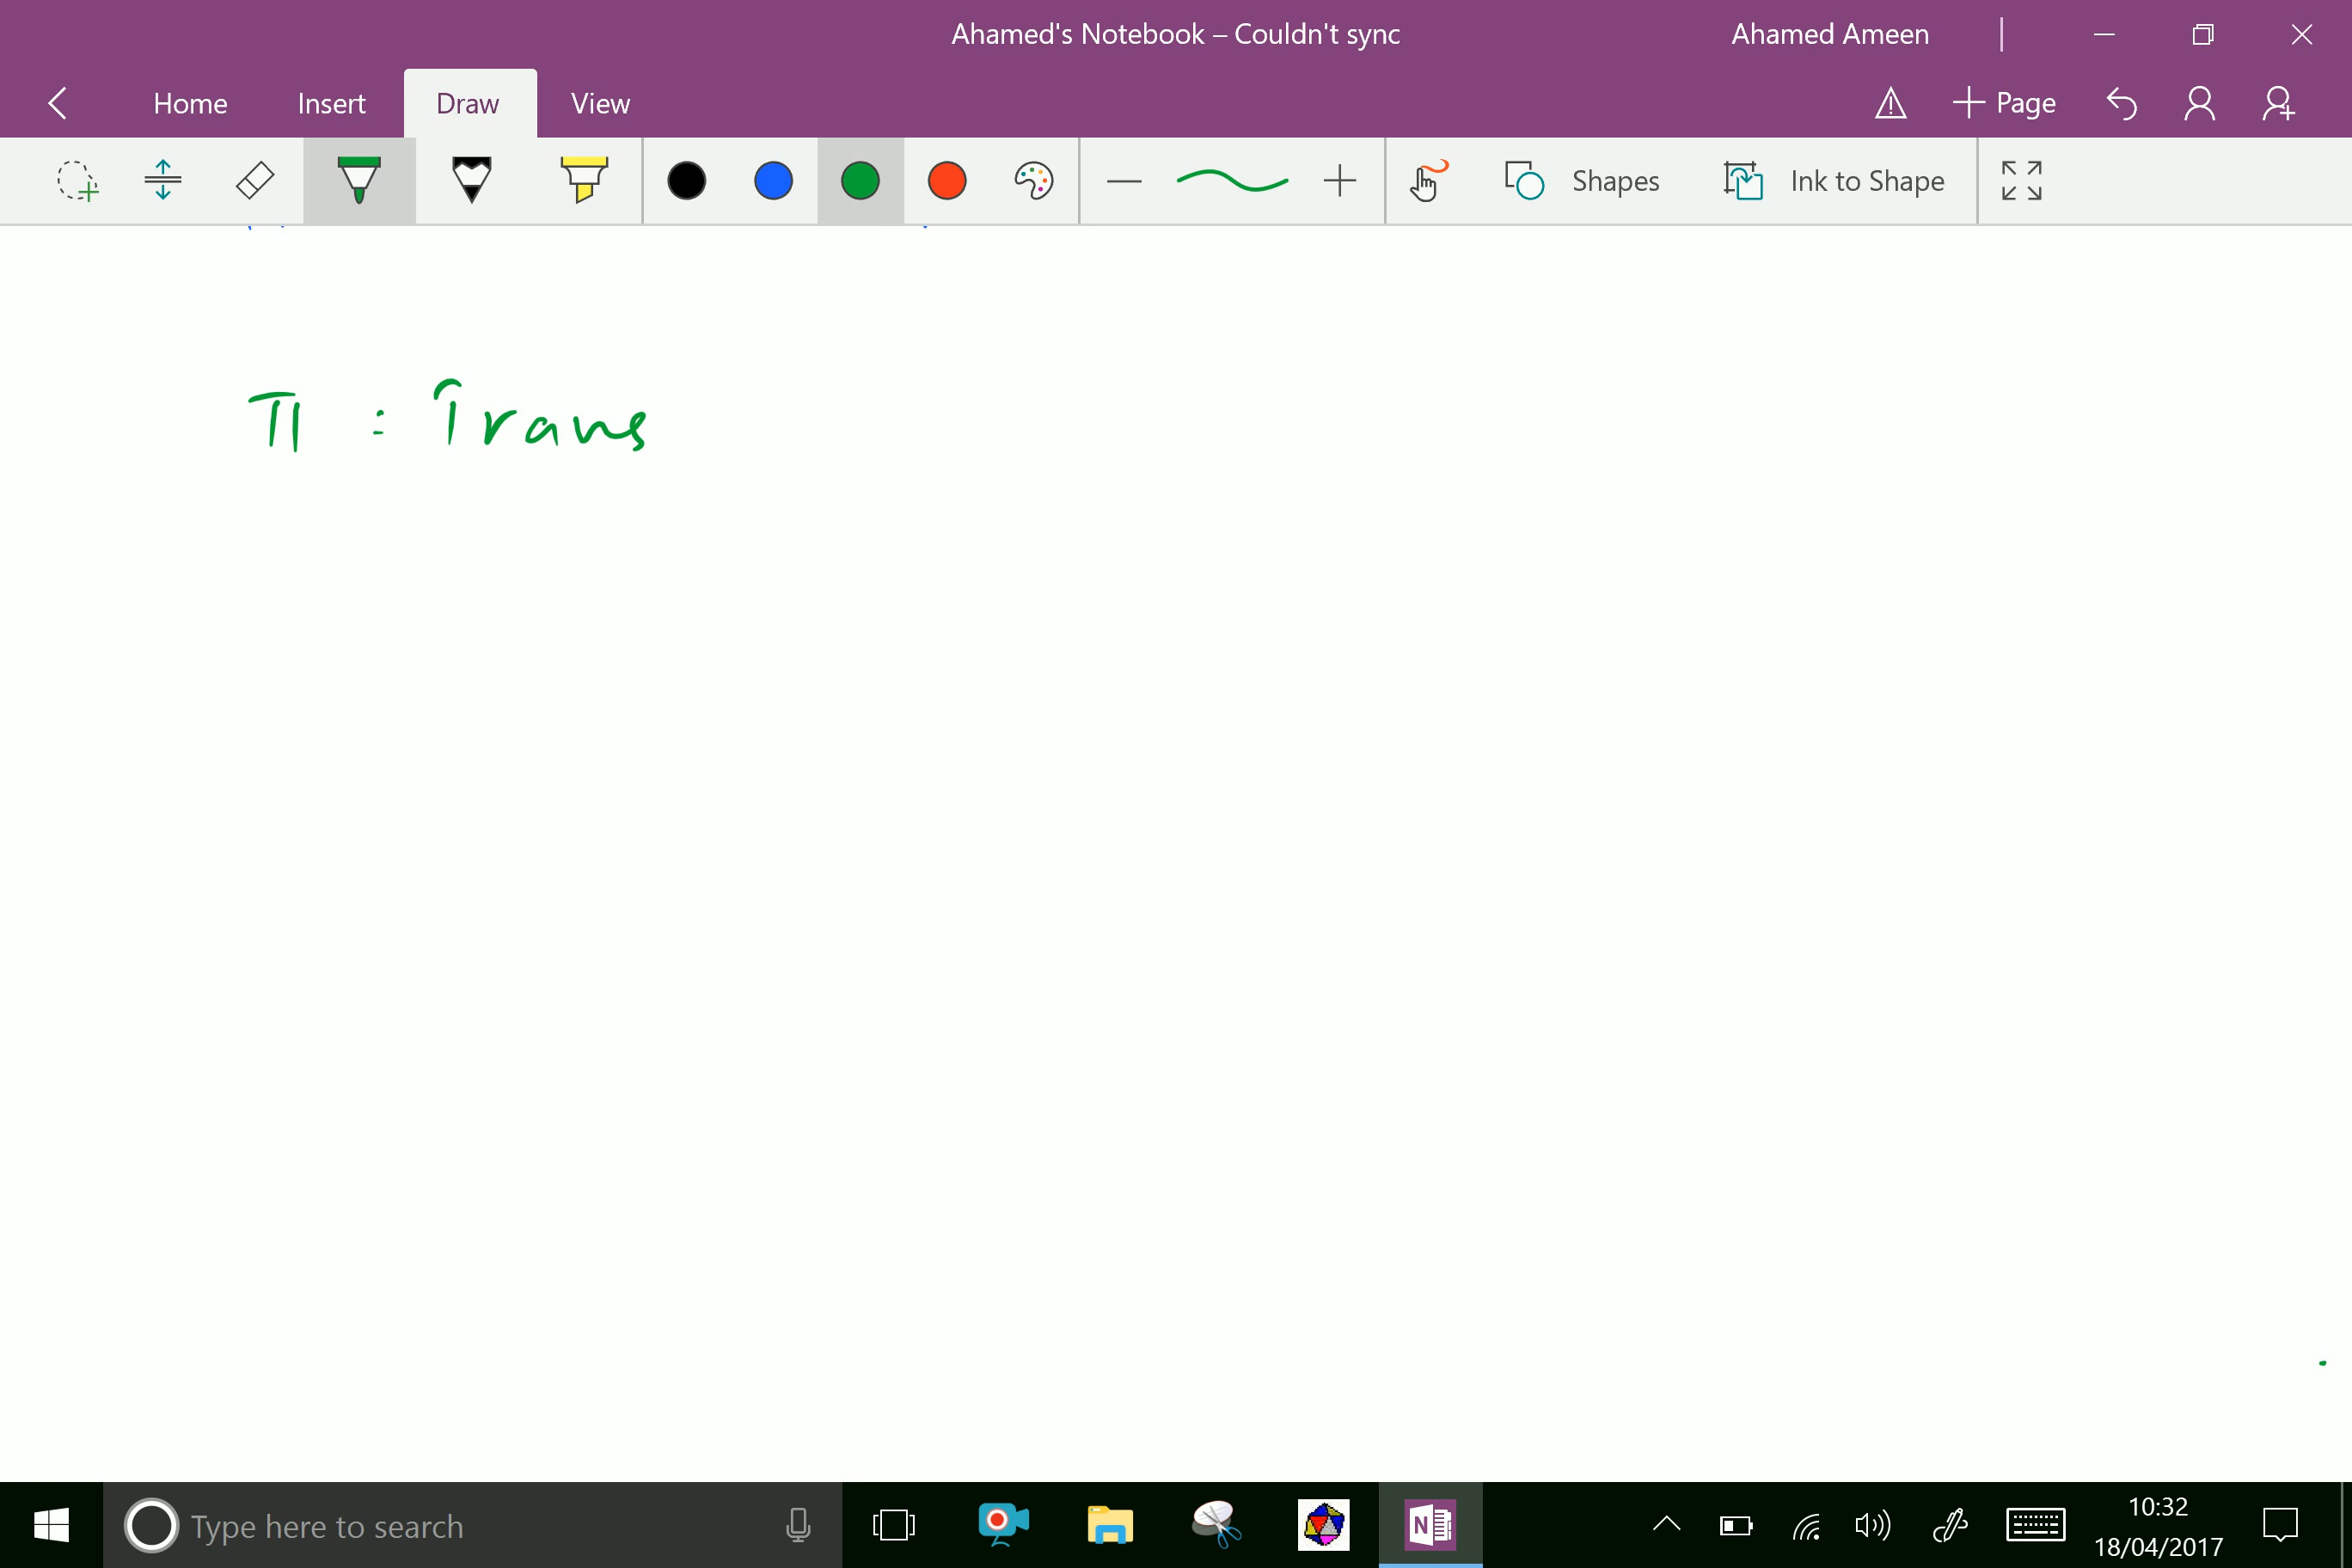 Ahamed's Notebook – Couldn't sync
Ahamed Ameen
Home Insert Draw View
Page
Shapes
Ink to Shape
π : Trans
Type here to search
N
10:32
18/04/2017